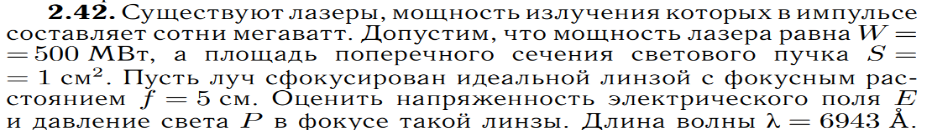 2.42. Существуют лазеры, мощность излучения которых в импульсе
составляет сотни мегаватт. Допустим, что мощность лазера равна W =
= 500 МВт, а площадь поперечного сечения светового пучка S =
= 1 см². Пусть луч сфокусирован идеальной линзой с фокусным рас-
стоянием f = 5 см. Оценить напряженность электрического поля E
и давление света P в фокусе такой линзы. Длина волны λ = 6943 Å.